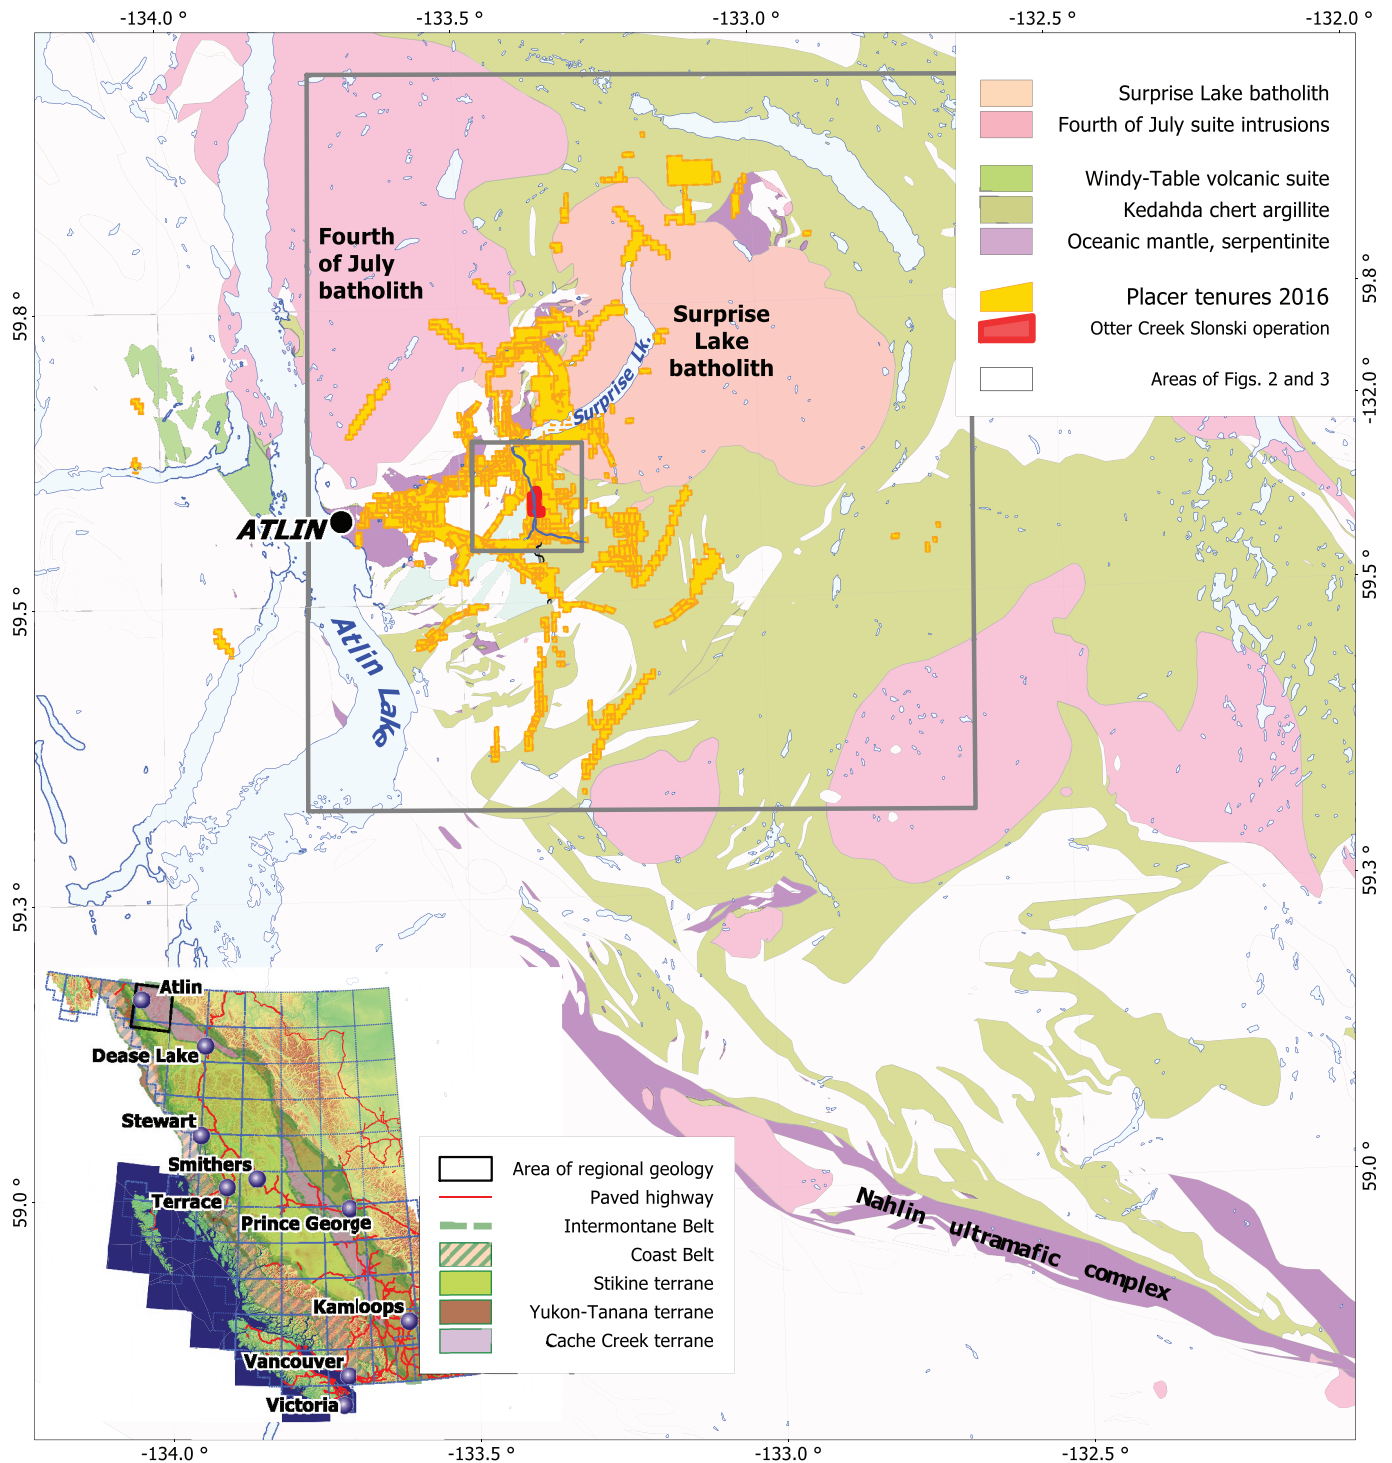 -134.0 °
-133.5 °
-133.0 °
-132.5 °
-132.0 °
Surprise Lake batholith
Fourth of July suite intrusions
Windy-Table volcanic suite
Kedahda chert argillite
Oceanic mantle, serpentinite
Placer tenures 2016
Otter Creek Slonski operation
Areas of Figs. 2 and 3
Fourth
of July
batholith
Surprise
Lake
batholith
Surprise Lk.
ATLIN
Atlin Lake
59.8 °
59.5 °
59.3 °
59.0 °
59.8 °
-132.0 °
59.5 °
59.3 °
59.0 °
Nahlin ultramafic complex
Atlin
Dease Lake
Stewart
Smithers
Terrace
Prince George
Kamloops
Vancouver
Victoria
Area of regional geology
Paved highway
Intermontane Belt
Coast Belt
Stikine terrane
Yukon-Tanana terrane
Cache Creek terrane
-134.0 °
-133.5 °
-133.0 °
-132.5 °